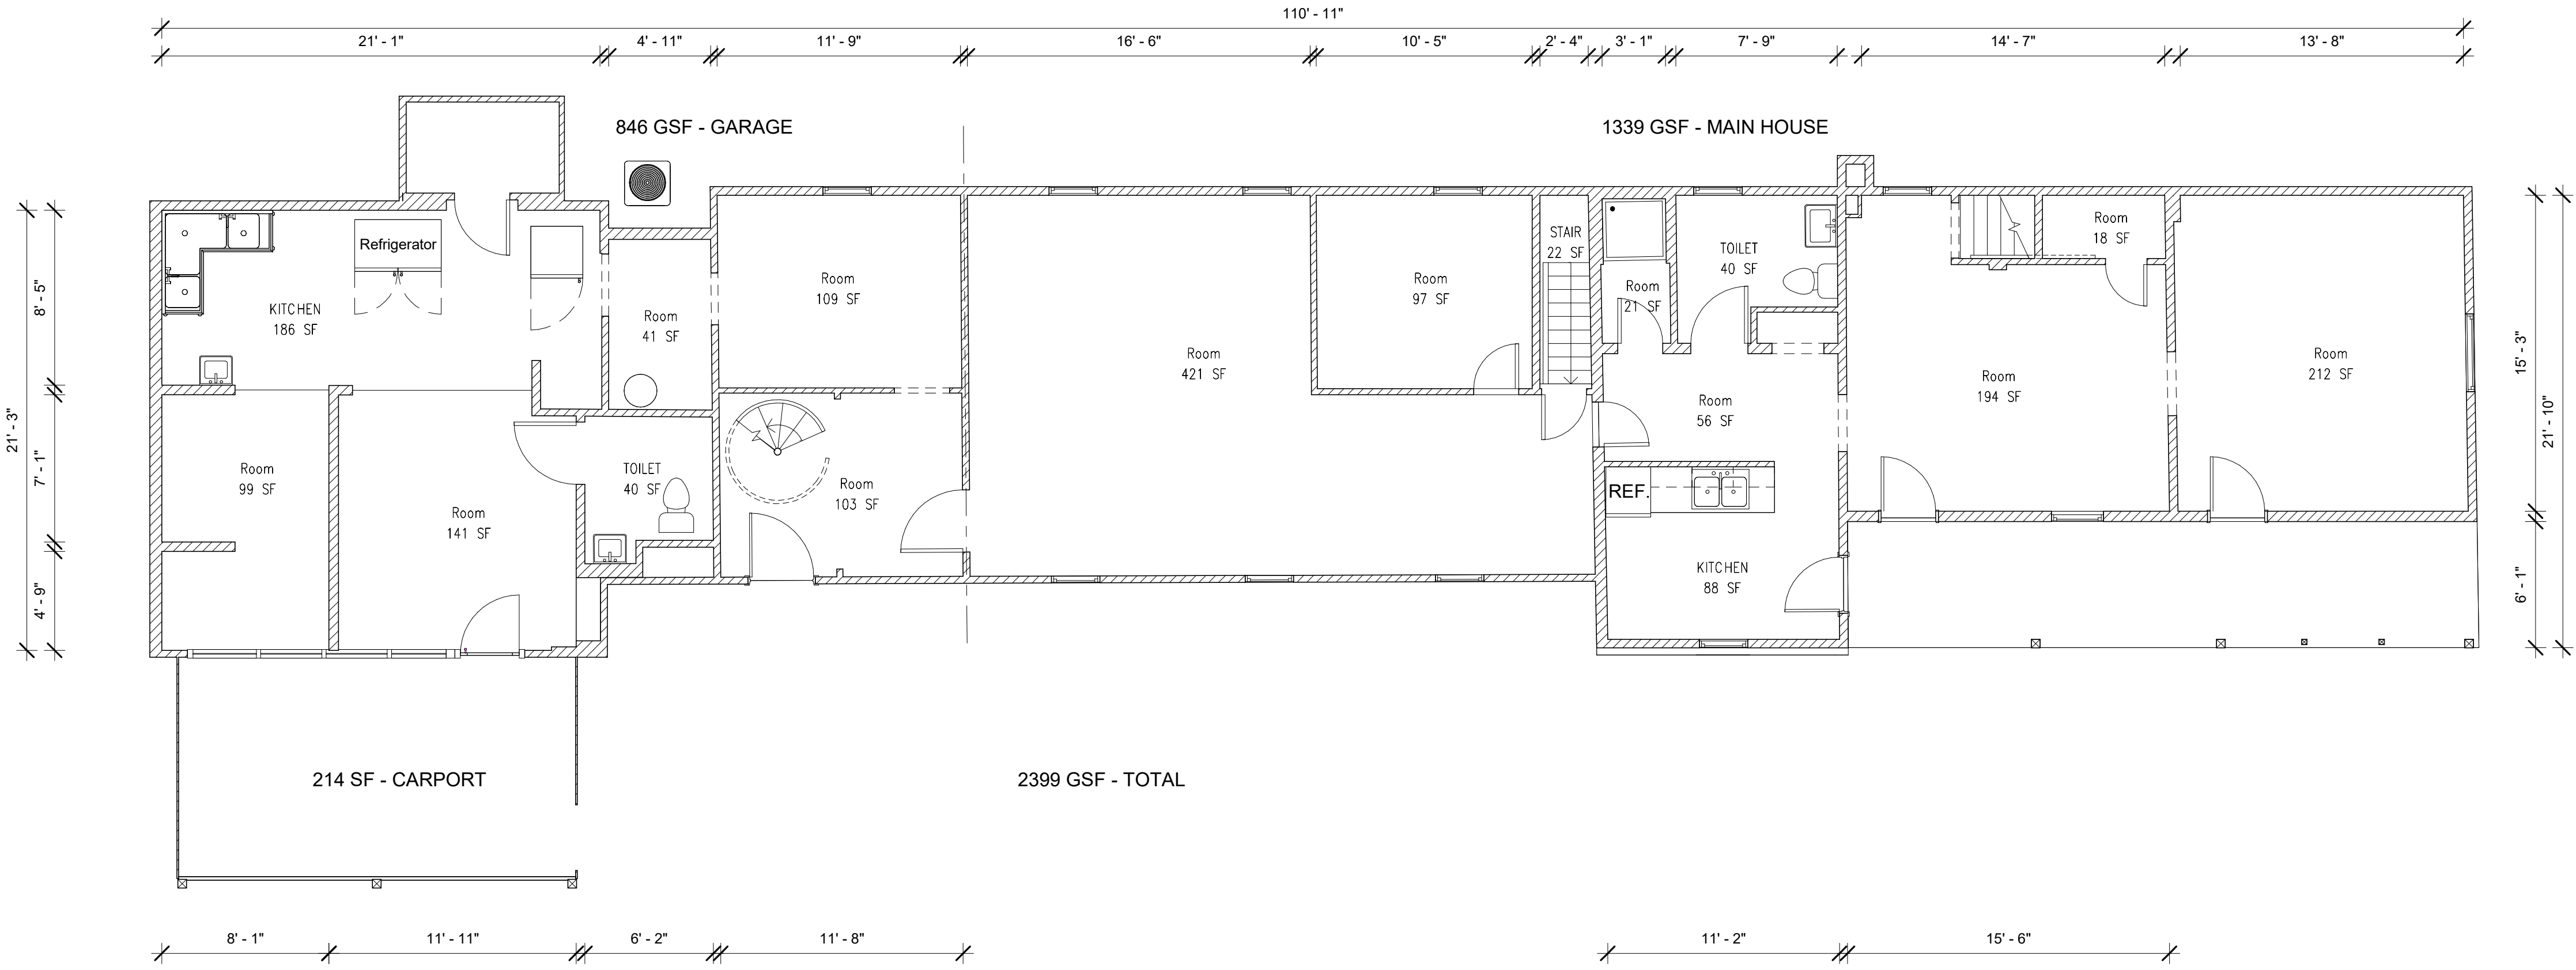 110' - 11"
21' - 1"
4' - 11"
11' - 9"
16' - 6"
10' - 5"
2' - 4"
3' - 1"
7' - 9"
14' - 7"
13' - 8"
846 GSF - GARAGE
1339 GSF - MAIN HOUSE
Refrigerator
KITCHEN
186 SF
Room
41 SF
Room
109 SF
Room
421 SF
Room
97 SF
STAIR
22 SF
Room
21 SF
TOILET
40 SF
Room
18 SF
Room
194 SF
Room
212 SF
Room
56 SF
Room
99 SF
Room
141 SF
TOILET
40 SF
Room
103 SF
REF.
KITCHEN
88 SF
21' - 3"
8' - 5"
7' - 1"
4' - 9"
15' - 3"
21' - 10"
6' - 1"
214 SF - CARPORT
2399 GSF - TOTAL
8' - 1"
11' - 11"
6' - 2"
11' - 8"
11' - 2"
15' - 6"